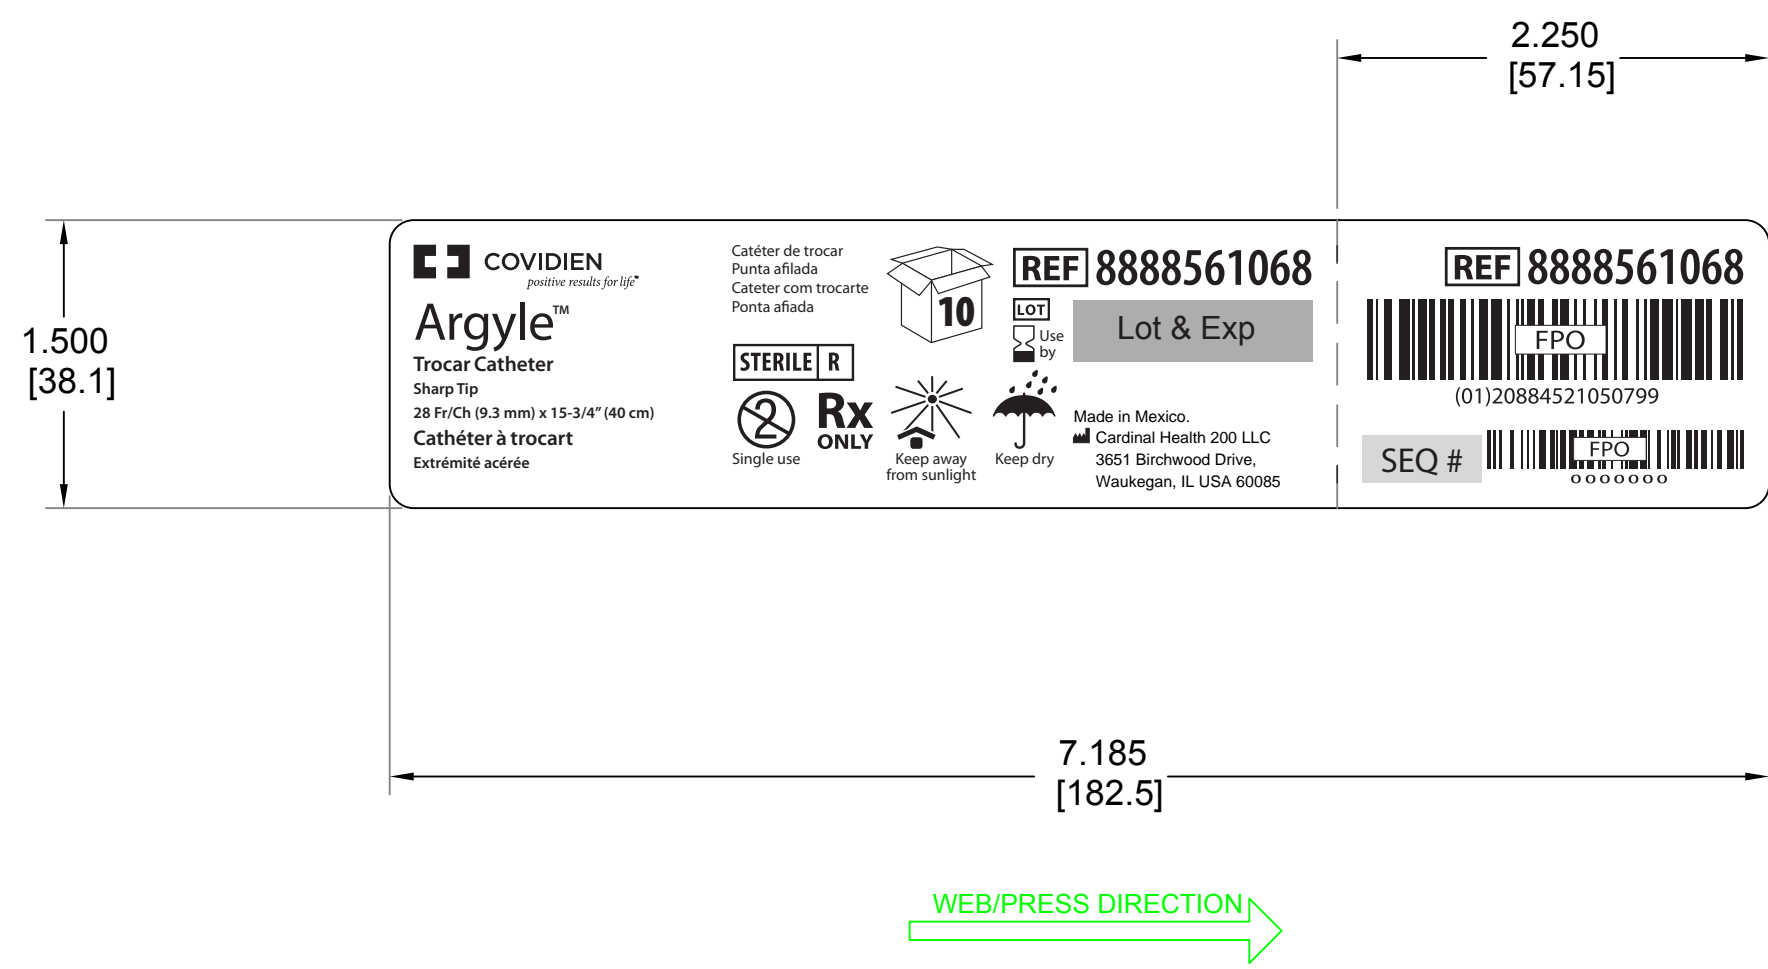 2.250
[57.15]
1.500
[38.1]
COVIDIEN
positive results for life™
Argyle™
Trocar Catheter
Sharp Tip
28 Fr/Ch (9.3 mm) x 15-3/4” (40 cm)
Cathéter à trocart
Extrémité acérée
Catéter de trocar
Punta afilada
Cateter com trocarte
Ponta afiada
10
STERILE R
2
Single use
Rx
ONLY
Keep away
from sunlight
Keep dry
REF 8888561068
LOT
Use
by
Lot & Exp
Made in Mexico.
Cardinal Health 200 LLC
3651 Birchwood Drive,
Waukegan, IL USA 60085
REF 8888561068
FPO
(01)20884521050799
SEQ #
FPO
ooooooo
7.185
[182.5]
WEB/PRESS DIRECTION